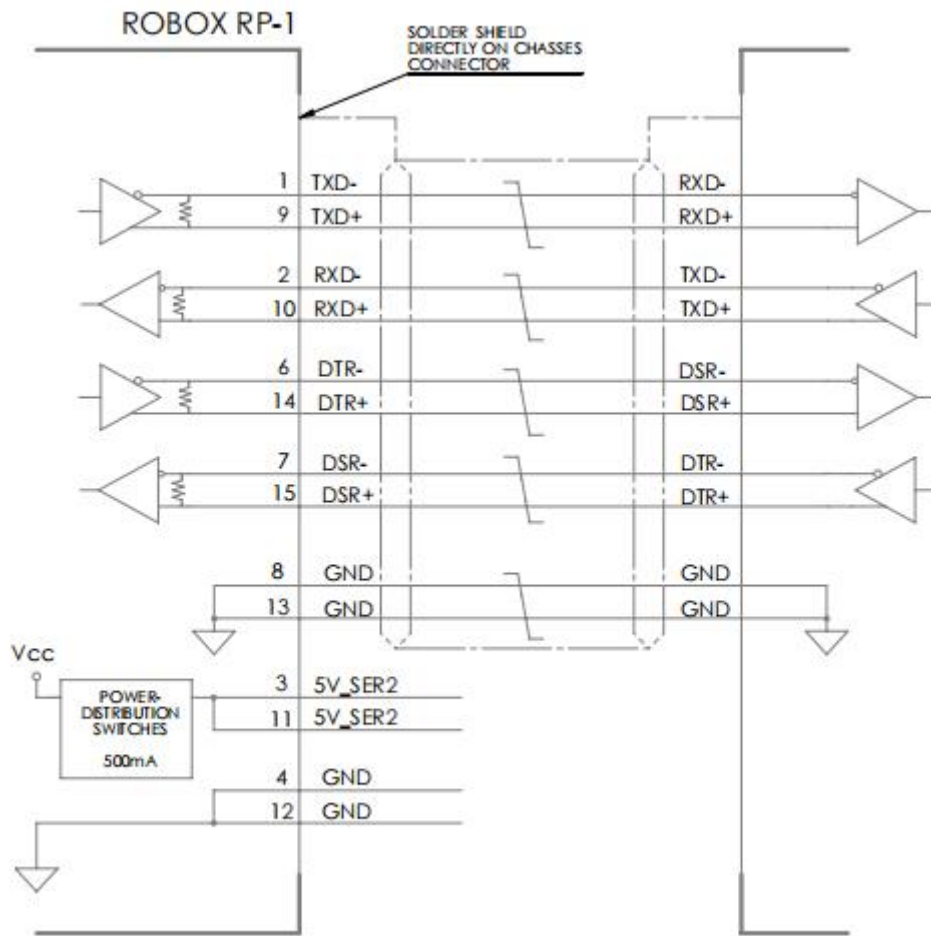 ROBOX RP-1
SOLDER SHIELD
DIRECTLY ON CHASSES
CONNECTOR
1 TXD- RXD-
9 TXD+ RXD+
2 RXD- TXD-
10 RXD+ TXD+
6 DTR- DSR-
14 DTR+ DSR+
7 DSR- DTR-
15 DSR+ DTR+
8 GND GND
13 GND GND
Vcc
POWER-
DISTRIBUTION
SWITCHES
500mA
3 5V_SER2
11 5V_SER2
4 GND
12 GND